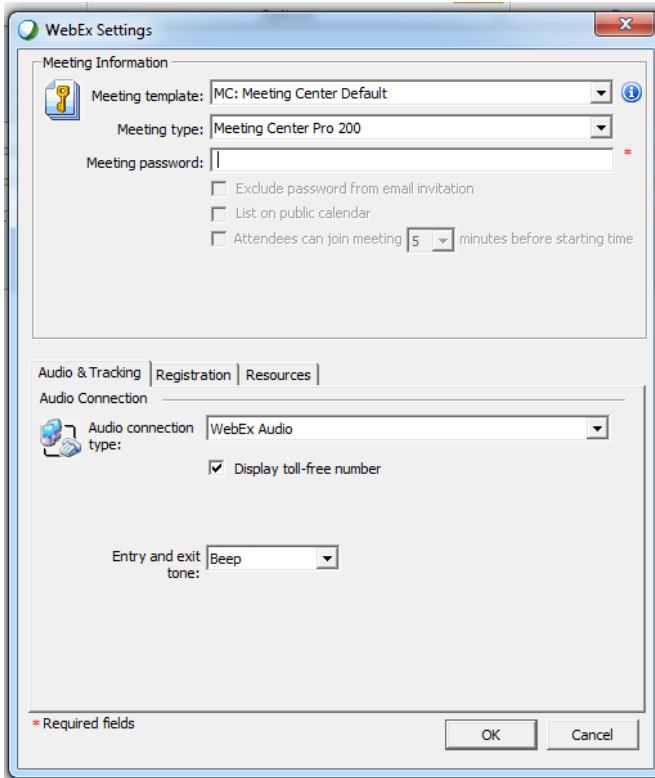 WebEx Settings
Meeting Information
Meeting template: MC: Meeting Center Default
Meeting type: Meeting Center Pro 200
Meeting password: *
Exclude password from email invitation
List on public calendar
Attendees can join meeting 5 minutes before starting time
Audio & Tracking Registration Resources
Audio Connection
Audio connection type: WebEx Audio
Display toll-free number
Entry and exit tone: Beep
* Required fields
OK Cancel